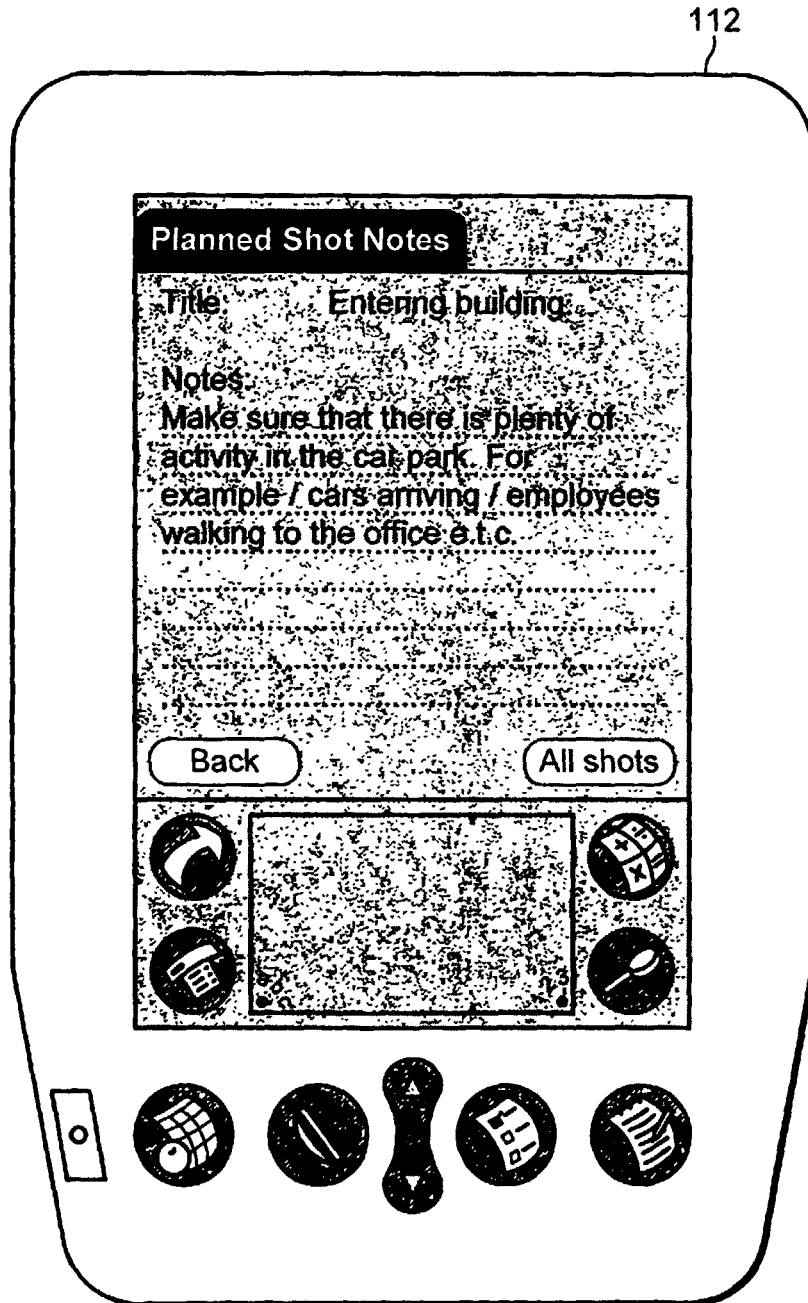 112
Planned Shot Notes
Title: Entering building.
Notes:
Make sure that there is plenty of
activity in the car park. For
example / cars arriving / employees
walking to the office e.t.c.
Back All shots